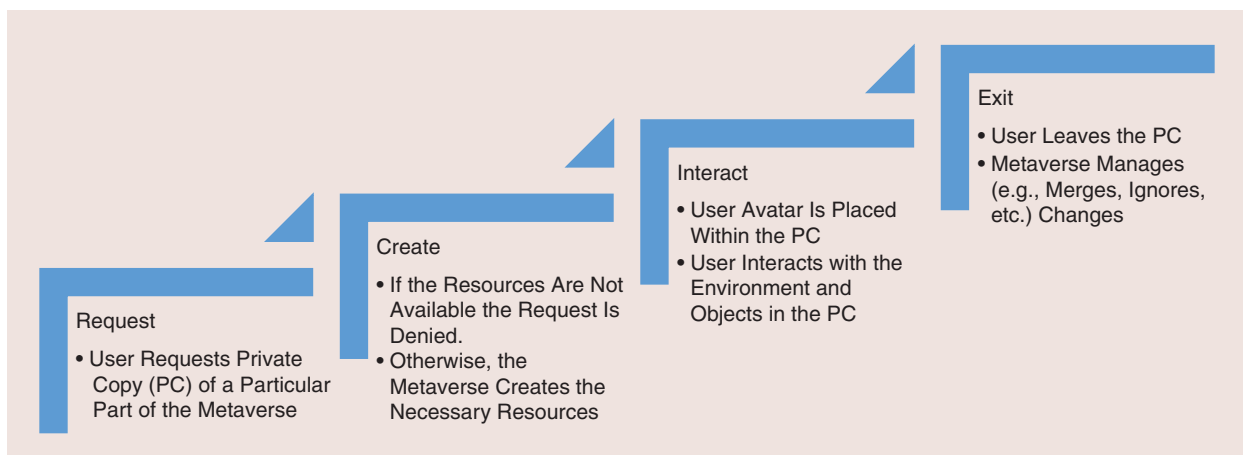 Request
• User Requests Private
Copy (PC) of a Particular
Part of the Metaverse
Create
• If the Resources Are Not
Available the Request Is
Denied.
• Otherwise, the
Metaverse Creates the
Necessary Resources
Interact
• User Avatar Is Placed
Within the PC
• User Interacts with the
Environment and
Objects in the PC
Exit
• User Leaves the PC
• Metaverse Manages
(e.g., Merges, Ignores,
etc.) Changes